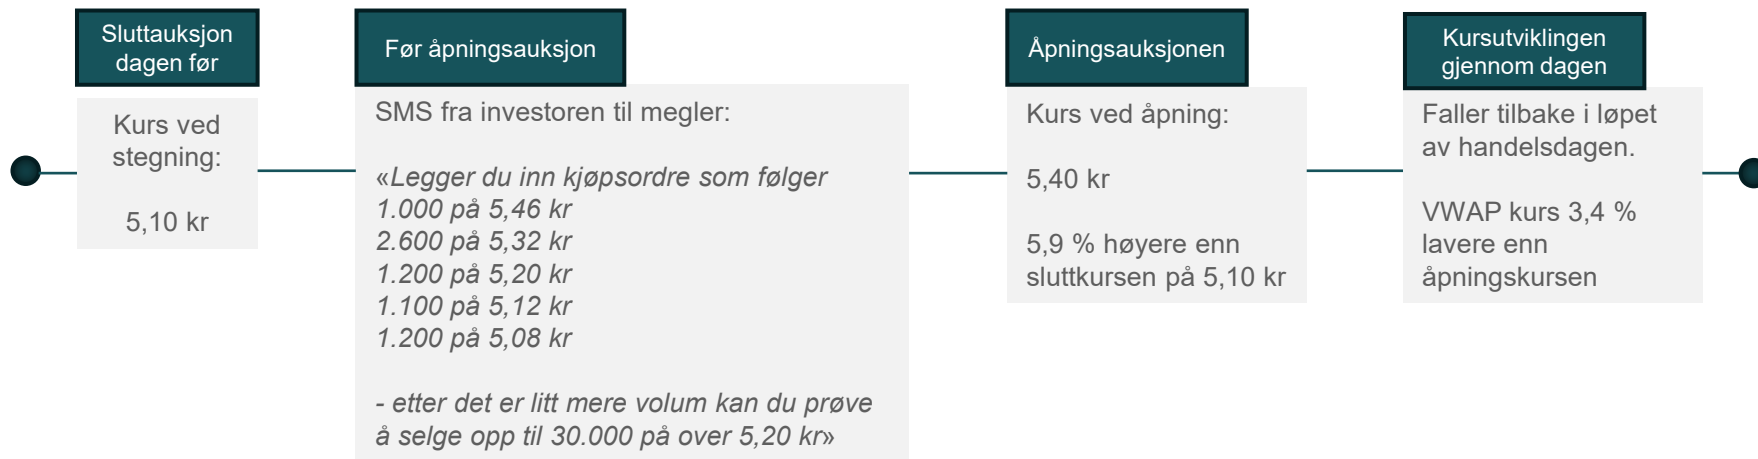 Sluttauksjon
dagen før
Kurs ved
stegning:
5,10 kr
Før åpningsauksjon
SMS fra investoren til megler:
«Legger du inn kjøpsordre som følger
1.000 på 5,46 kr
2.600 på 5,32 kr
1.200 på 5,20 kr
1.100 på 5,12 kr
1.200 på 5,08 kr
- etter det er litt mere volum kan du prøve
å selge opp til 30.000 på over 5,20 kr»
Åpningsauksjonen
Kurs ved åpning:
5,40 kr
5,9 % høyere enn
sluttkursen på 5,10 kr
Kursutviklingen
gjennom dagen
Faller tilbake i løpet
av handelsdagen.
VWAP kurs 3,4 %
lavere enn
åpningskursen